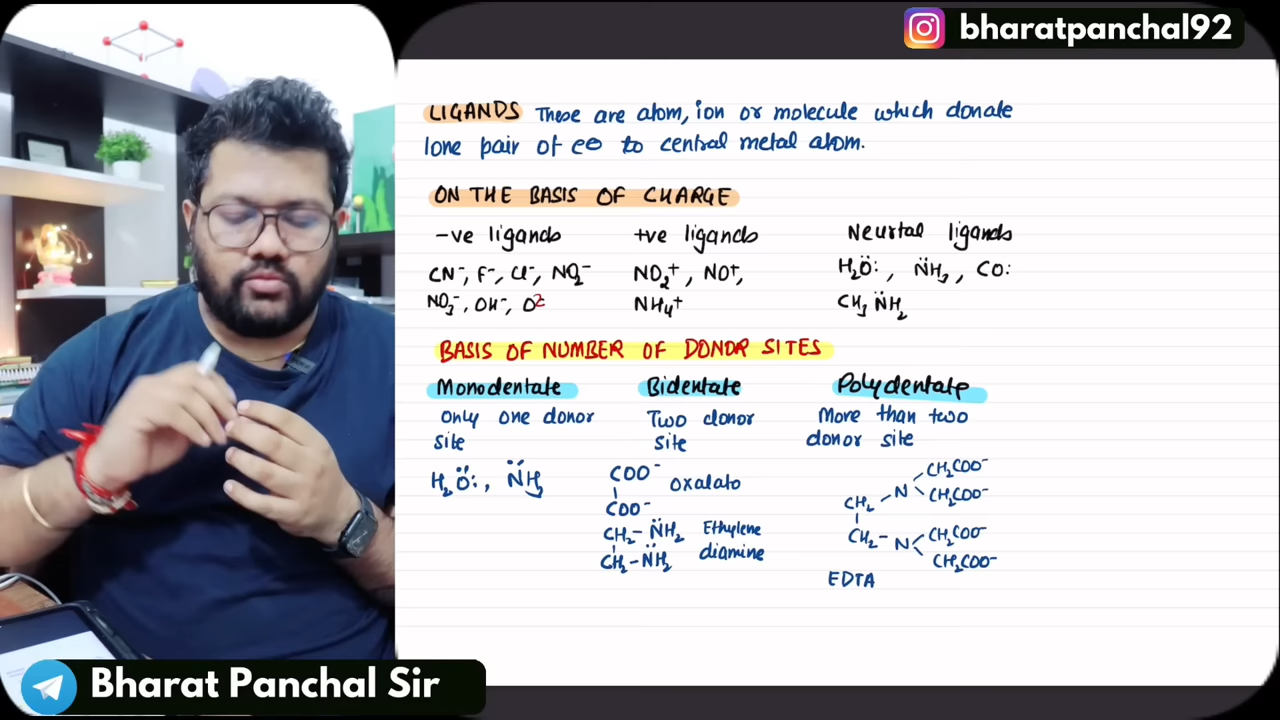 bharatpanchal92
LIGANDS These are atom, ion or molecule which donate
lone pair of e⊖ to central metal atom.
ON THE BASIS OF CHARGE
-ve ligands +ve ligands Neurtal ligands
CN⁻, F⁻, Cl⁻, NO₂⁻ NO₂⁺, NO⁺, H₂Ö:, N̈H₃, CO:
NO₃⁻, OH⁻, O² NH₄⁺ CH₃N̈H₂
BASIS OF NUMBER OF DONOR SITES
Monodentate Bidentate Polydentate
Only one donor Two donor More than two
site site donor site
H₂Ö:, N̈H₃ COO⁻ oxalato CH₂COO⁻
CH₂ - N CH₂COO⁻
COO⁻
CH₂- N̈H₂ Ethylene CH₂- N CH₂COO⁻
CH₂-N̈H₂ diamine CH₂COO⁻
EDTA
Bharat Panchal Sir